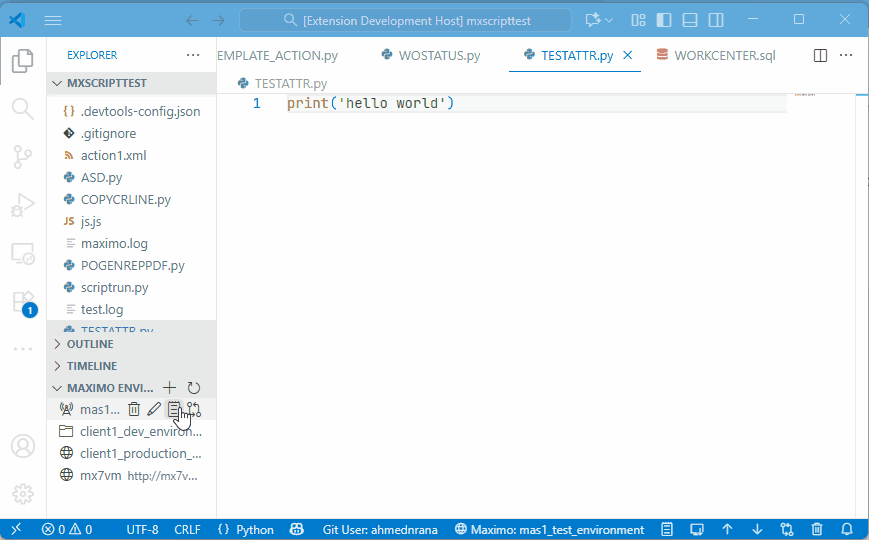 [Extension Development Host] mxscripttest
EXPLORER
EMPLATE_ACTION.py
WOSTATUS.py
TESTATTR.py
WORKCENTER.sql
MXSCRIPTTEST
TESTATTR.py
{ } .devtools-config.json
.gitignore
action1.xml
ASD.py
COPYCRLINE.py
JS js.js
maximo.log
POGENREPPDF.py
scriptrun.py
test.log
TESTATTR.py
1 print('hello world')
OUTLINE
TIMELINE
MAXIMO ENVI...
mas1...
client1_dev_environ...
client1_production_...
mx7vm http://mx7v...
1
0 0 UTF-8 CRLF { } Python Git User: ahmednrana Maximo: mas1_test_environment